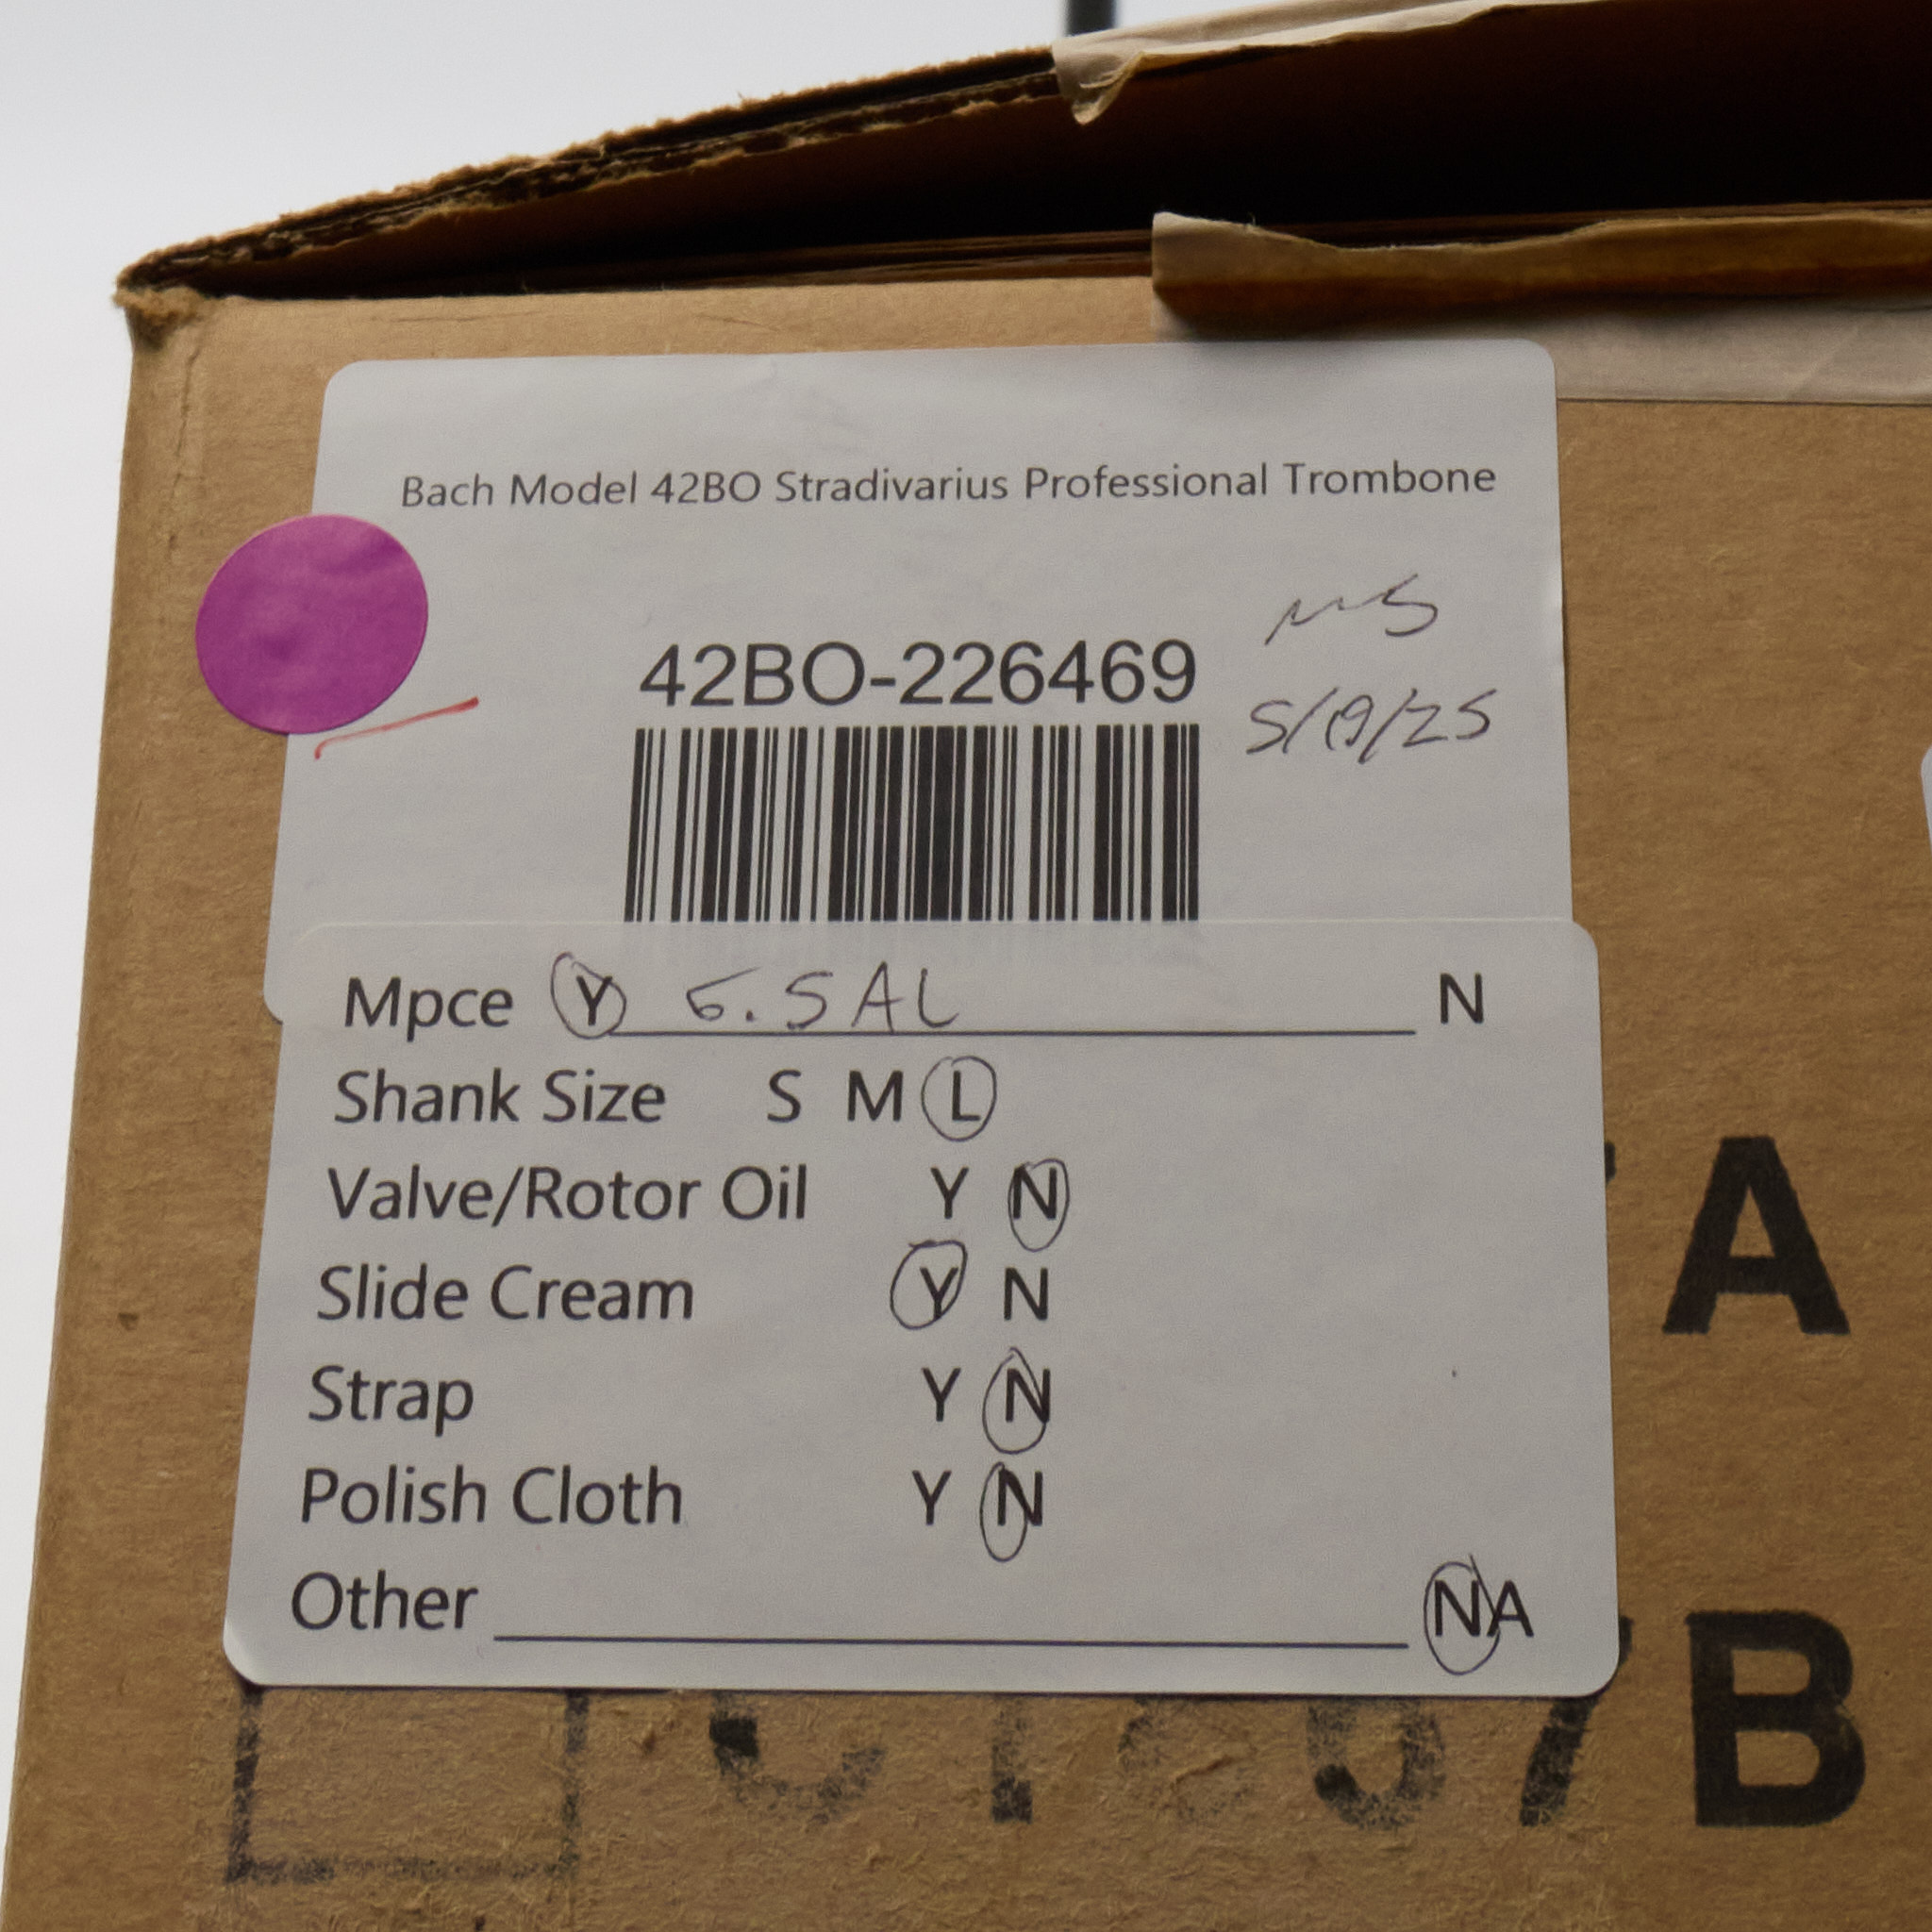 Bach Model 42BO Stradivarius Professional Trombone
42BO-226469
5/19/25
Mpce Y 6.5AL N
Shank Size S M L
Valve/Rotor Oil Y N
Slide Cream Y N
Strap Y N
Polish Cloth Y N
Other NA
A
B